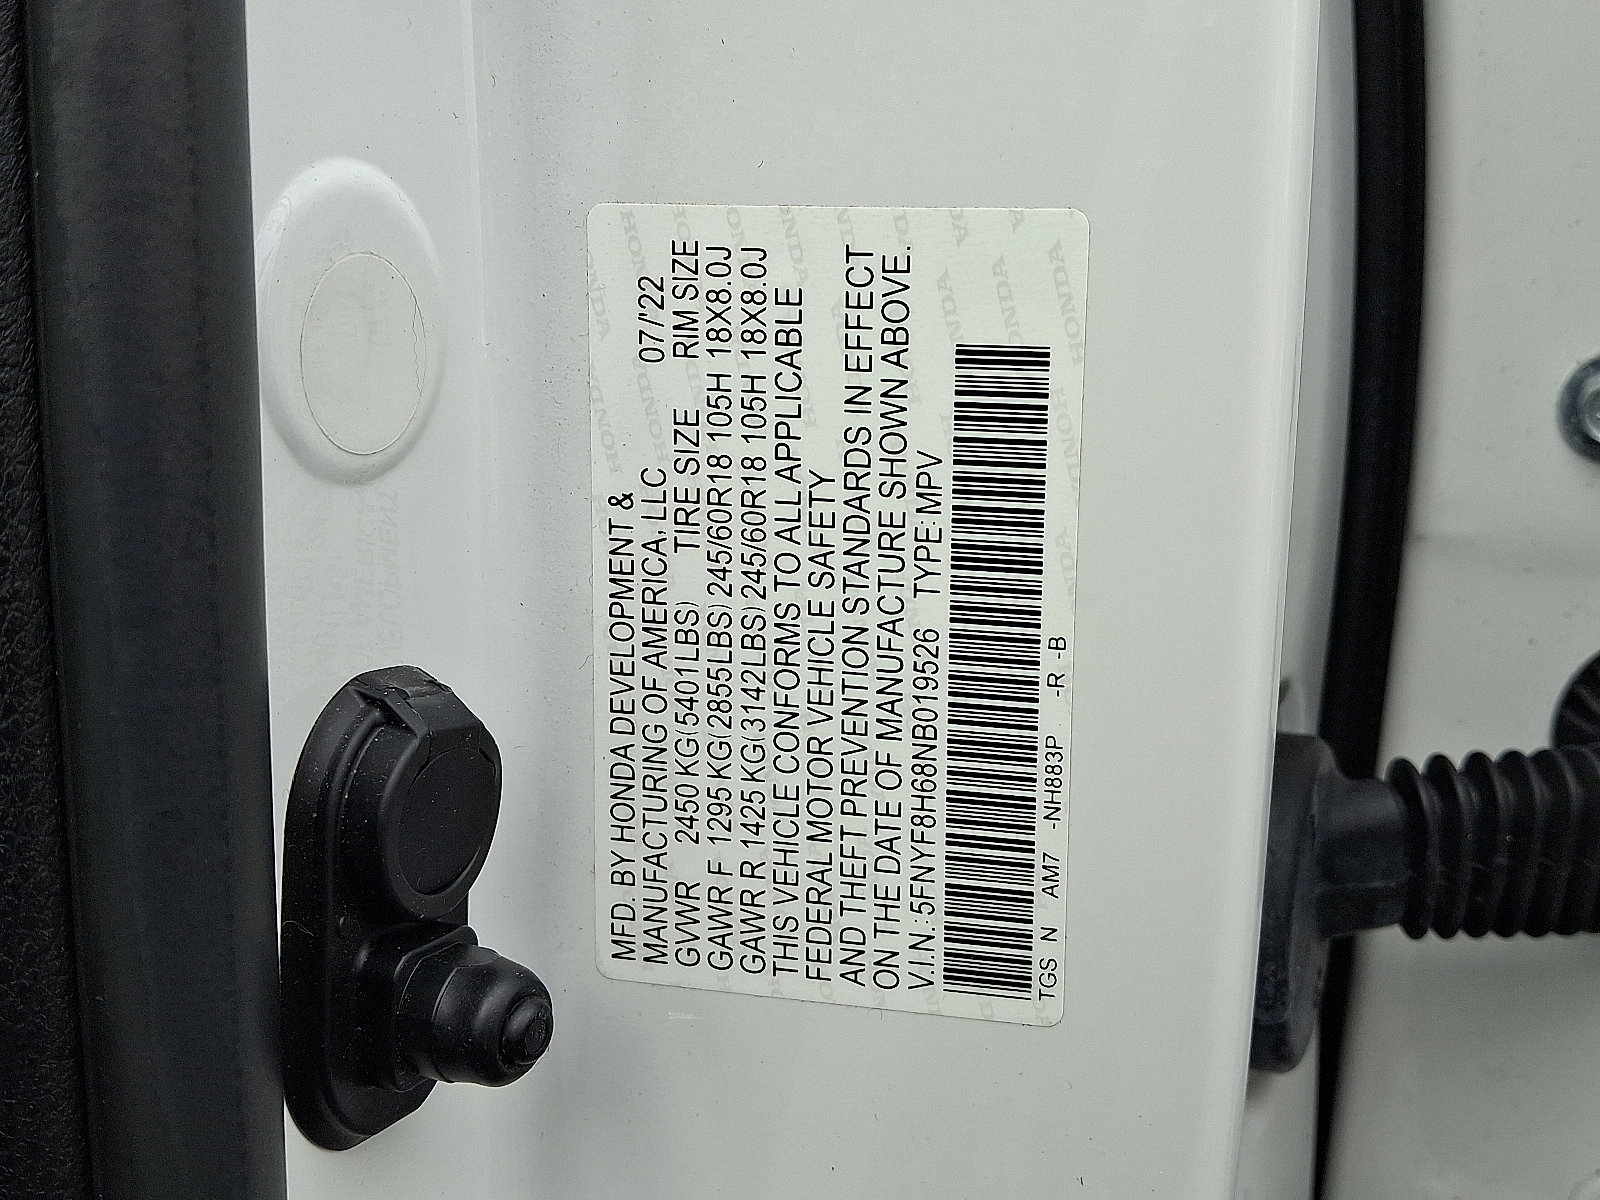 MFD. BY HONDA DEVELOPMENT &
MANUFACTURING OF AMERICA, LLC 07/'22
GVWR 2450 KG(5401LBS) TIRE SIZE RIM SIZE
GAWR F 1295 KG(2855LBS) 245/60R18 105H 18X8.0J
GAWR R 1425 KG(3142LBS) 245/60R18 105H 18X8.0J
THIS VEHICLE CONFORMS TO ALL APPLICABLE
FEDERAL MOTOR VEHICLE SAFETY
AND THEFT PREVENTION STANDARDS IN EFFECT
ON THE DATE OF MANUFACTURE SHOWN ABOVE.
V.I.N.:5FNYF8H68NB019526 TYPE:MPV
TGS N AM7 -NH883P -R -B